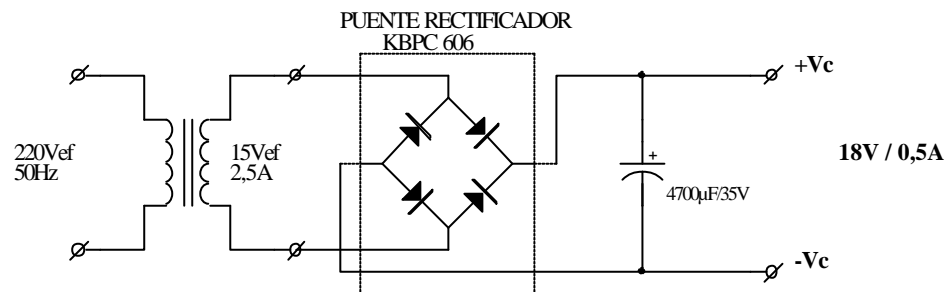 PUENTE RECTIFICADOR
KBPC 606
+Vc
220Vef
50Hz
15Vef
2,5A
+
4700µF/35V
18V / 0,5A
-Vc